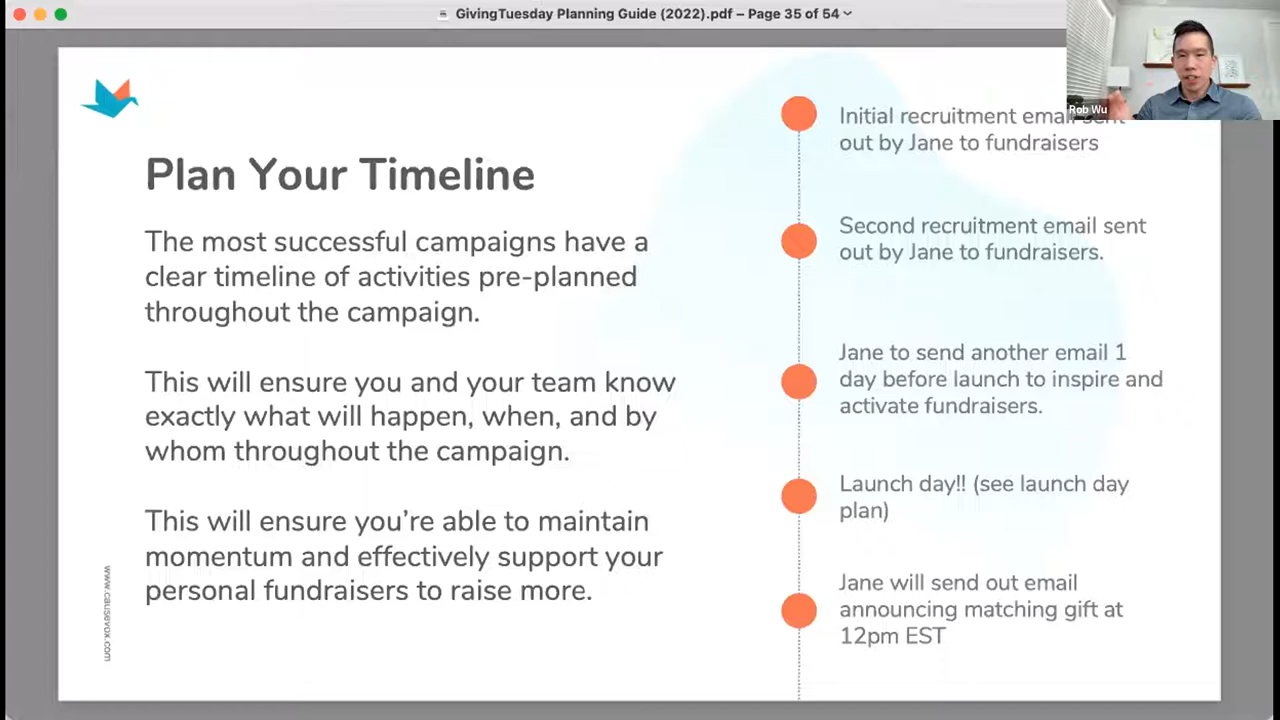 GivingTuesday Planning Guide (2022).pdf – Page 35 of 54
Rob Wu
Plan Your Timeline
The most successful campaigns have a
clear timeline of activities pre-planned
throughout the campaign.
This will ensure you and your team know
exactly what will happen, when, and by
whom throughout the campaign.
This will ensure you’re able to maintain
momentum and effectively support your
personal fundraisers to raise more.
www.causevox.com
Initial recruitment email sent
out by Jane to fundraisers
Second recruitment email sent
out by Jane to fundraisers.
Jane to send another email 1
day before launch to inspire and
activate fundraisers.
Launch day!! (see launch day
plan)
Jane will send out email
announcing matching gift at
12pm EST